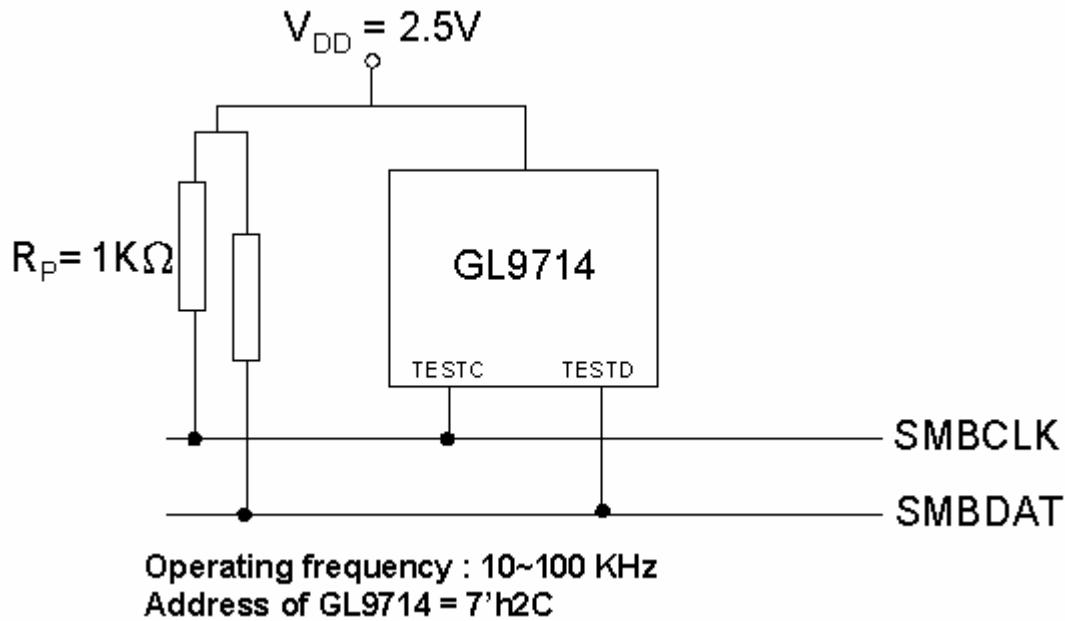 V_DD = 2.5V
R_P= 1KΩ
GL9714
TESTC TESTD
SMBCLK
SMBDAT
Operating frequency : 10~100 KHz
Address of GL9714 = 7'h2C